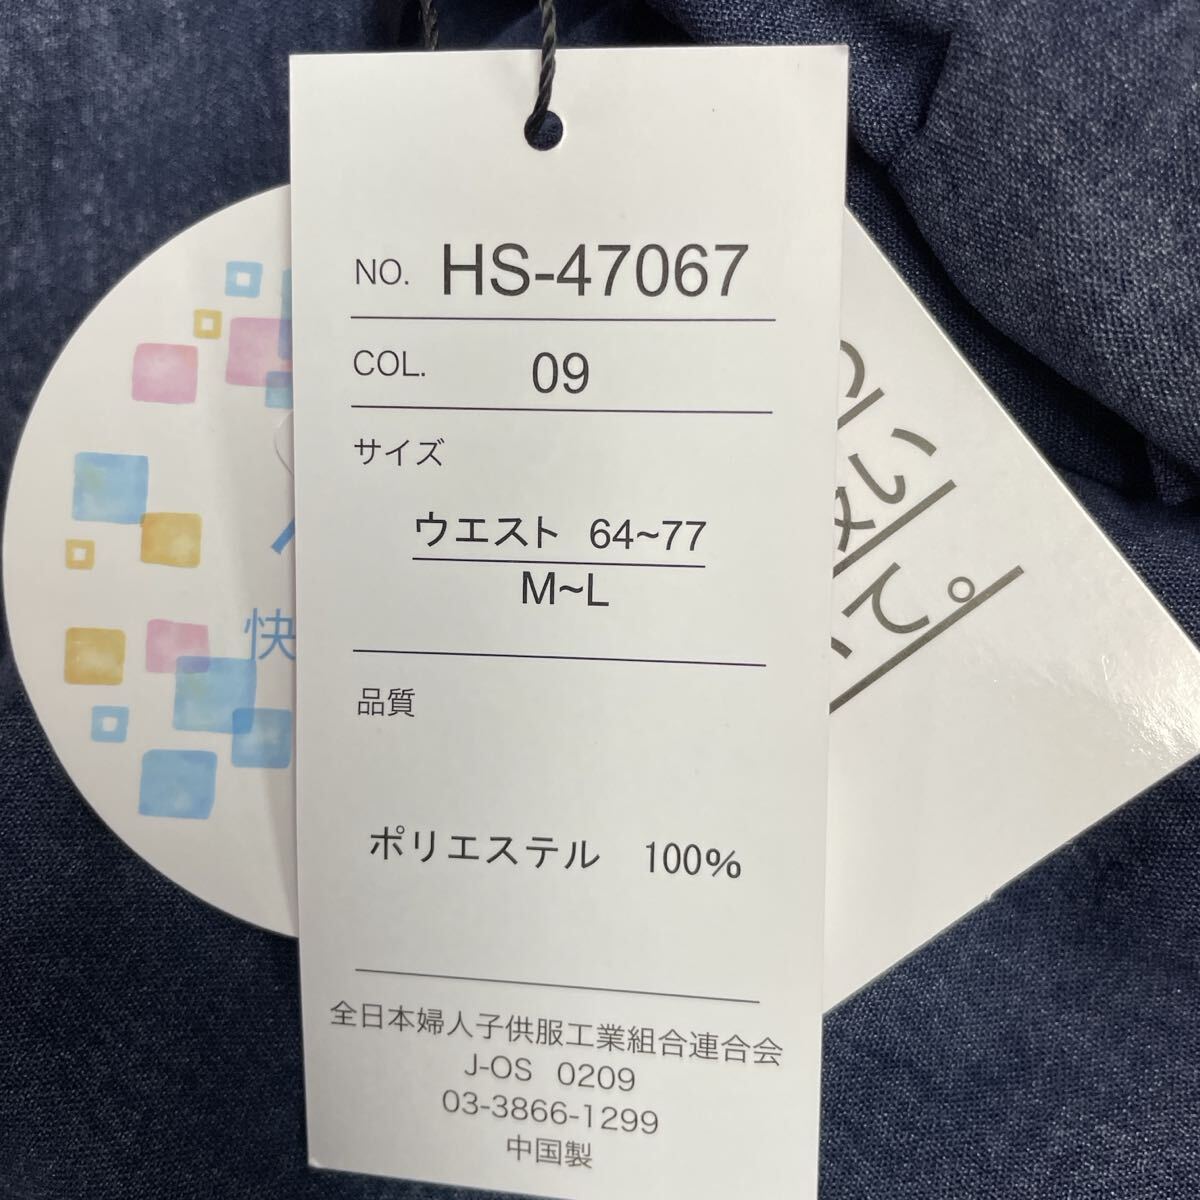 NO. HS-47067
COL. 09
サイズ
ウエスト 64~77
M~L
品質
ポリエステル 100%
全日本婦人子供服工業組合連合会
J-OS 0209
03-3866-1299
中国製
快